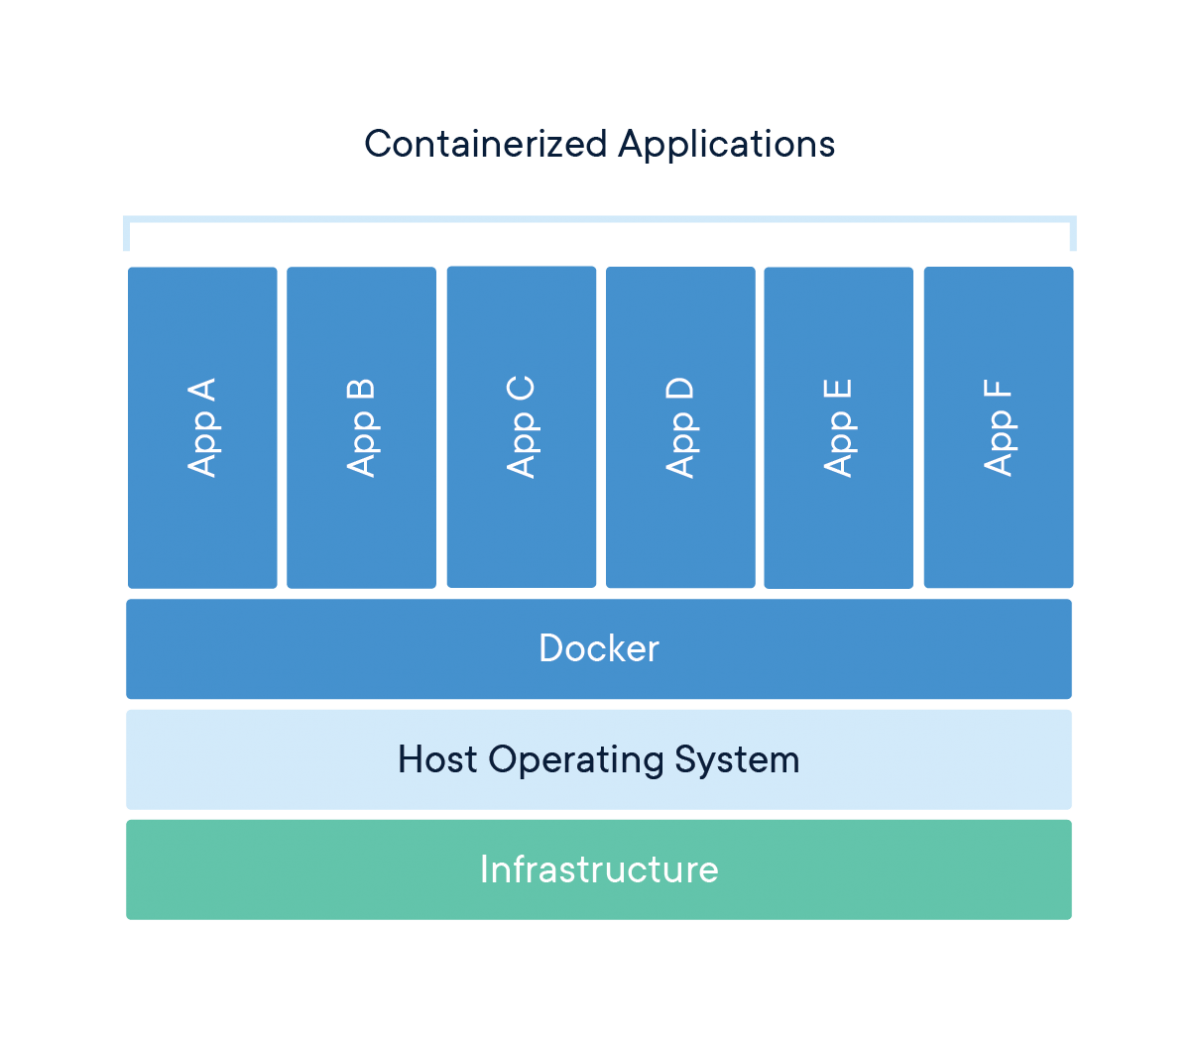 Containerized Applications
App A
App B
App C
App D
App E
App F
Docker
Host Operating System
Infrastructure